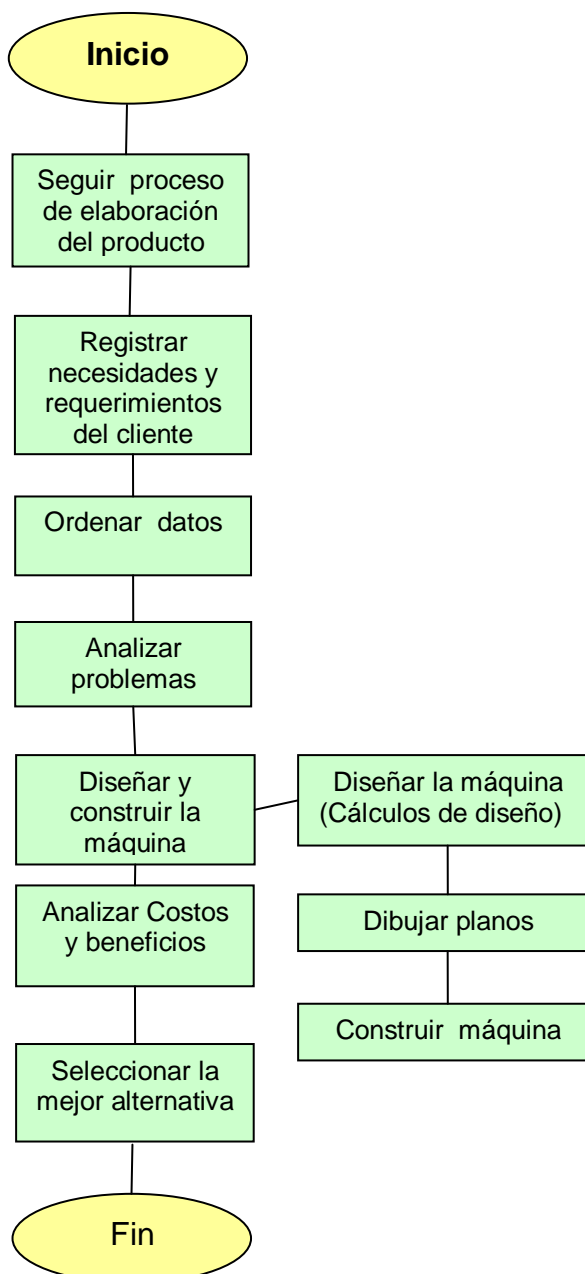 Inicio
Seguir proceso
de elaboración
del producto
Registrar
necesidades y
requerimientos
del cliente
Ordenar datos
Analizar
problemas
Diseñar y
construir la
máquina
Diseñar la máquina
(Cálculos de diseño)
Analizar Costos
y beneficios
Dibujar planos
Construir máquina
Seleccionar la
mejor alternativa
Fin